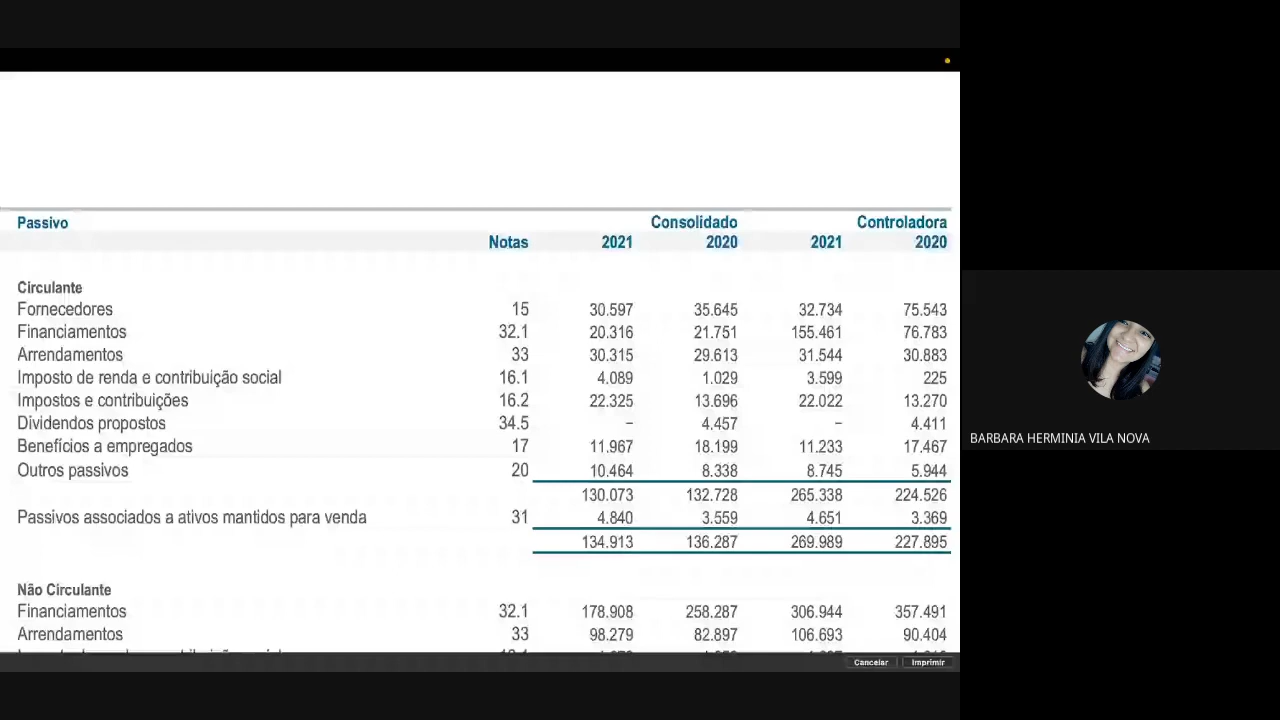 Passivo Consolidado Controladora
Notas 2021 2020 2021 2020
Circulante
Fornecedores 15 30.597 35.645 32.734 75.543
Financiamentos 32.1 20.316 21.751 155.461 76.783
Arrendamentos 33 30.315 29.613 31.544 30.883
Imposto de renda e contribuição social 16.1 4.089 1.029 3.599 225
Impostos e contribuições 16.2 22.325 13.696 22.022 13.270
Dividendos propostos 34.5 – 4.457 – 4.411
Benefícios a empregados 17 11.967 18.199 11.233 17.467
Outros passivos 20 10.464 8.338 8.745 5.944
130.073 132.728 265.338 224.526
Passivos associados a ativos mantidos para venda 31 4.840 3.559 4.651 3.369
134.913 136.287 269.989 227.895
Não Circulante
Financiamentos 32.1 178.908 258.287 306.944 357.491
Arrendamentos 33 98.279 82.897 106.693 90.404
Cancelar Imprimir
BARBARA HERMINIA VILA NOVA